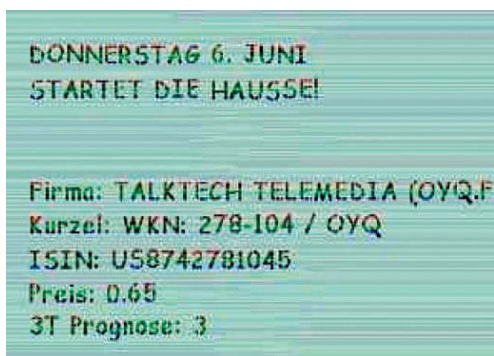 DONNERSTAG 6. JUNI
STARTET DIE HAUSSE!
Firma: TALKTECH TELEMEDIA (OYQ.F
Kurzel: WKN: 278-104 / OYQ
ISIN: US8742781045
Preis: 0.65
3T Prognose: 3